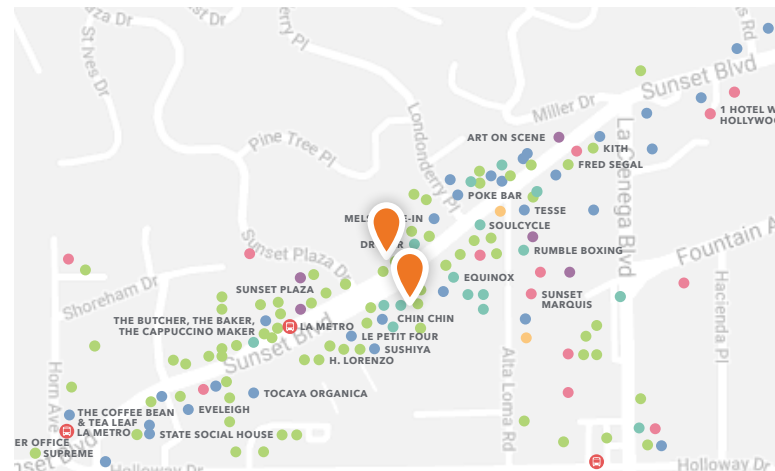 Sunset Plaza Dr
St Ives Dr
Londonderry Pl
Miller Dr
Sunset Blvd
1 HOTEL W
HOLLYWOO
ART ON SCENE
KITH
FRED SEGAL
La Cienega Blvd
Pine Tree Pl
POKE BAR
TESSE
SOULCYCLE
RUMBLE BOXING
Fountain A
Sunset Plaza Dr
EQUINOX
SUNSET
MARQUIS
Shoreham Dr
SUNSET PLAZA
THE BUTCHER, THE BAKER,
THE CAPPUCCINO MAKER
LA METRO
CHIN CHIN
LE PETIT FOUR
SUSHIYA
H. LORENZO
Sunset Blvd
Alta Loma Rd
Hacienda Pl
Horn Ave
TOCAYA ORGANICA
THE COFFEE BEAN
& TEA LEAF
LA METRO
EVELEIGH
STATE SOCIAL HOUSE
ER OFFICE
SUPREME
nset Blvd
Holloway Dr
Holloway Dr